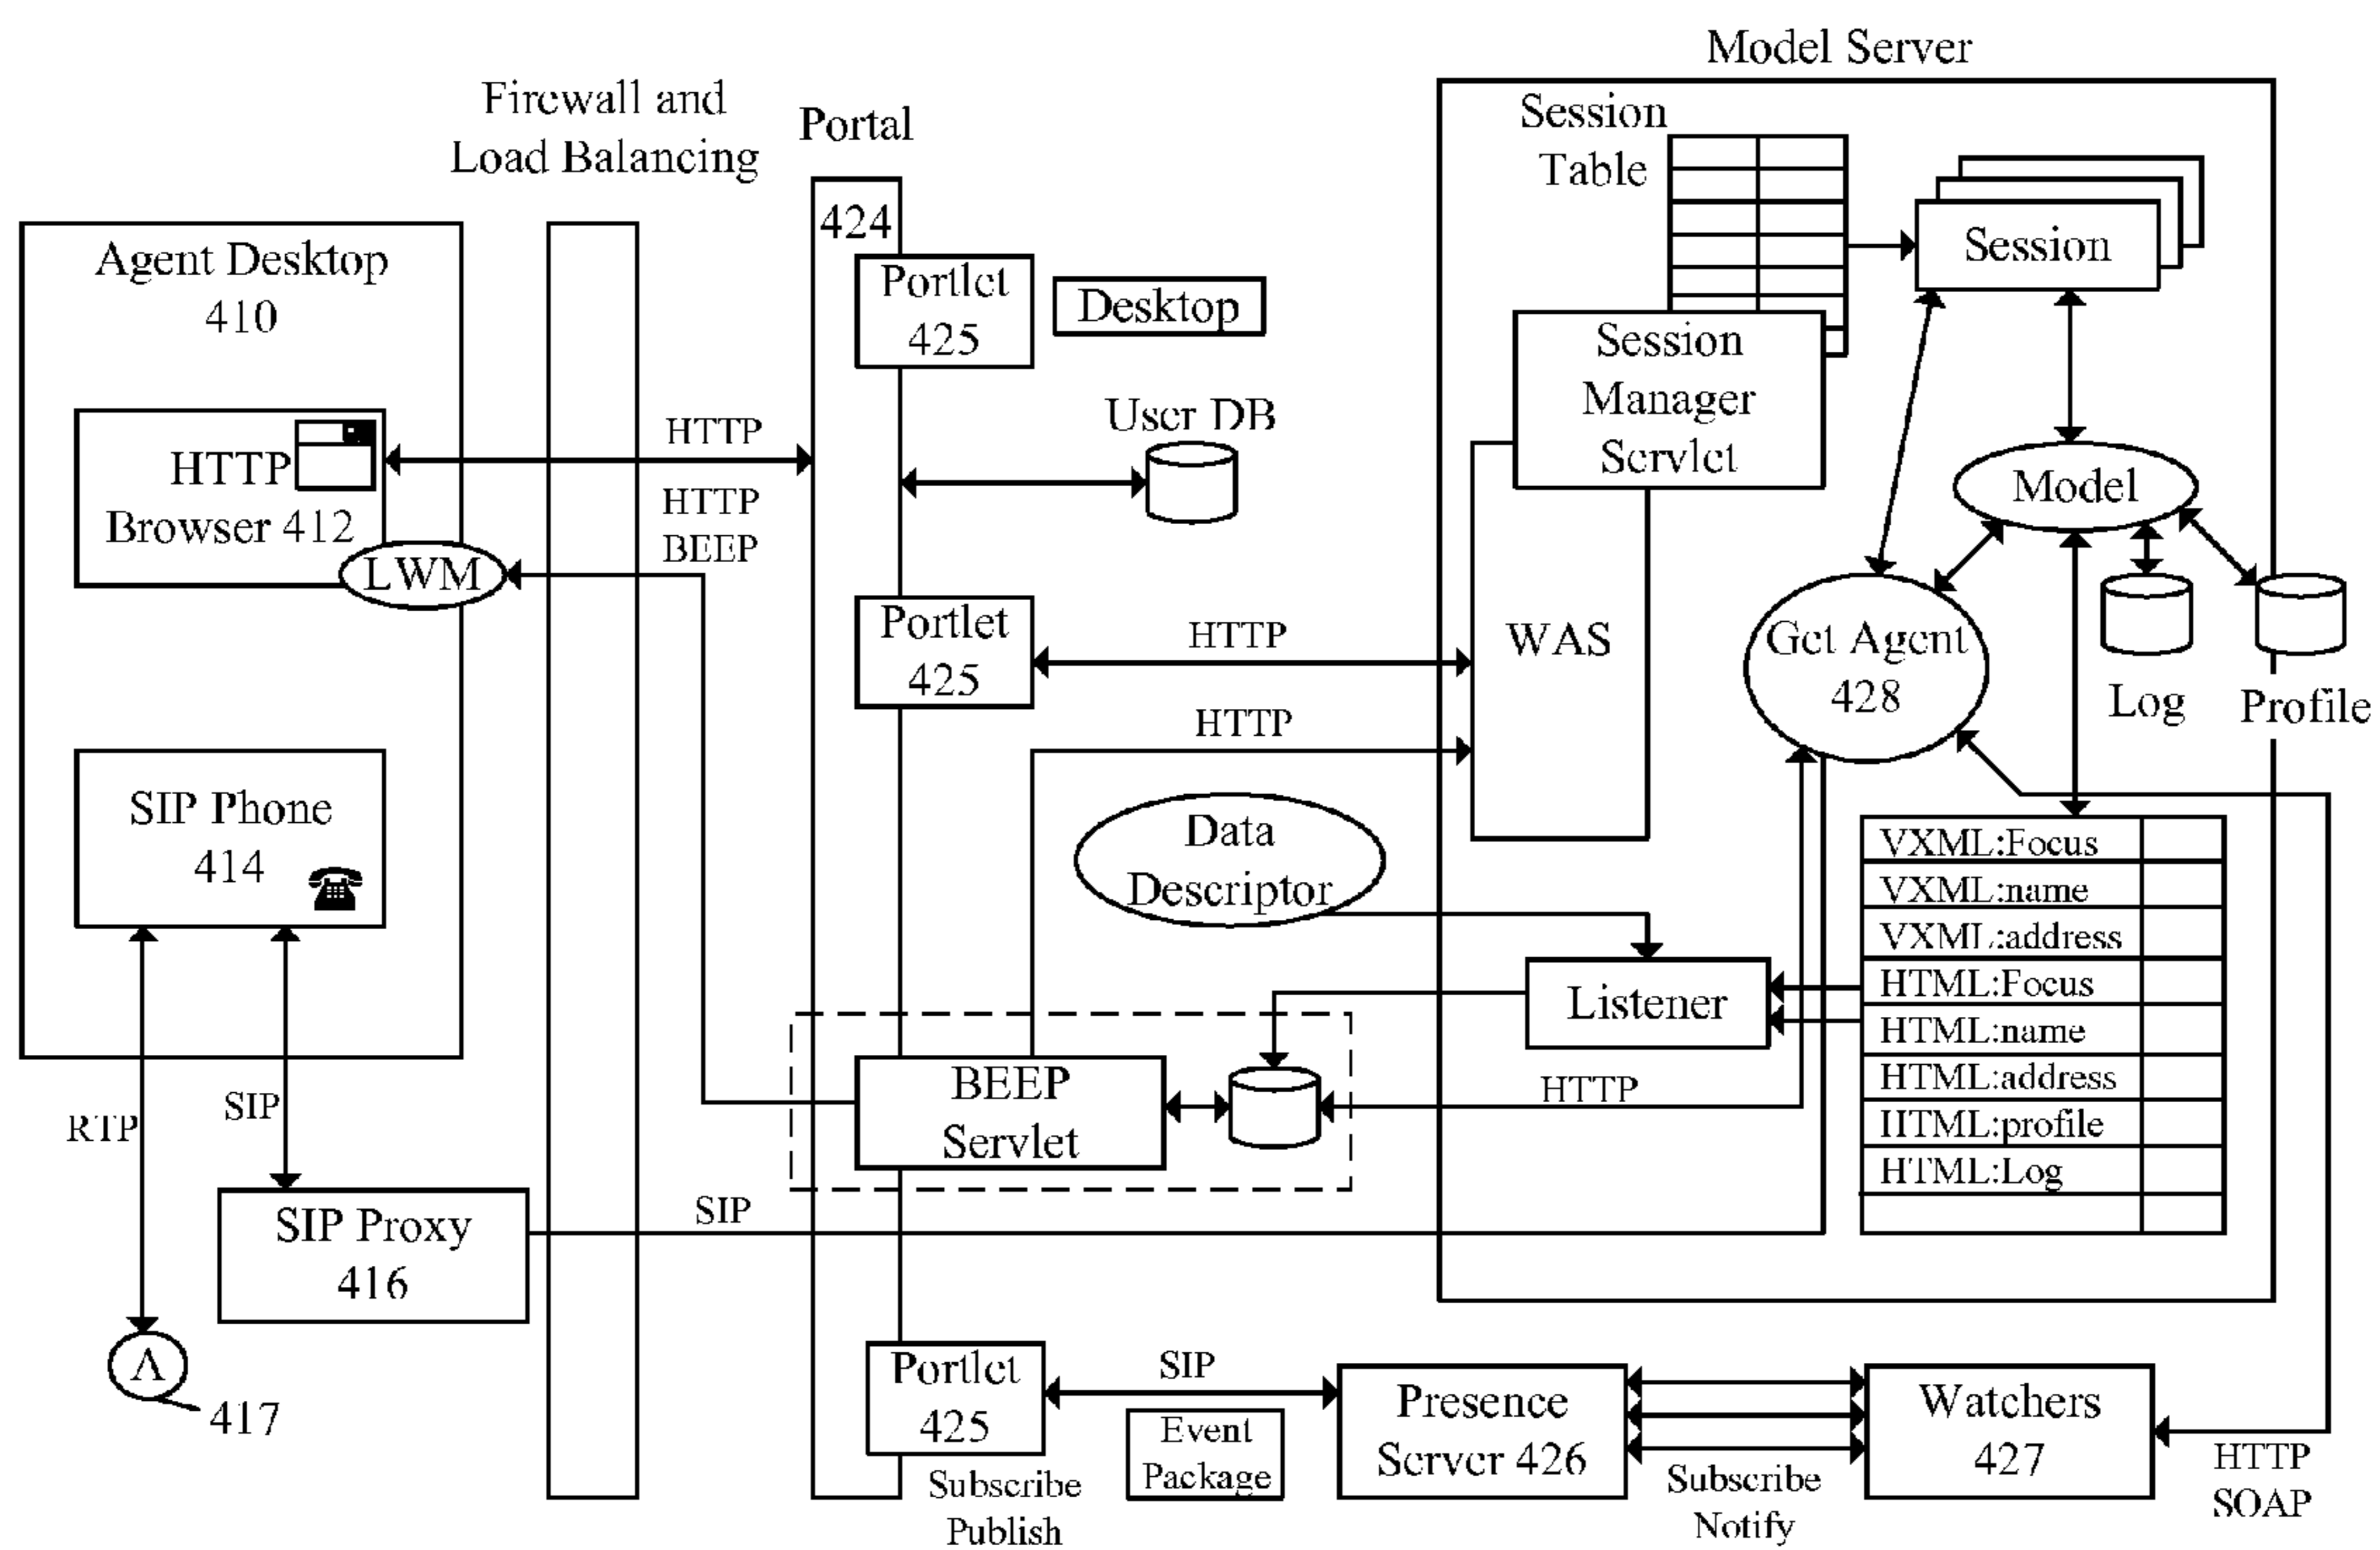 Model Server
Firewall and
Load Balancing
Portal
Session
Table
424
Agent Desktop
410
Portlet
425
Desktop
Session
Session
Manager
Servlet
User DB
HTTP
HTTP
Browser 412
HTTP
BEEP
LWM
Model
Portlet
425
HTTP
WAS
Get Agent
428
Log
Profile
HTTP
SIP Phone
414
Data
Descriptor
VXML:Focus
VXML:name
VXML:address
HTML:Focus
HTML:name
HTML:address
HTML:profile
HTML:Log
Listener
BEEP
Servlet
HTTP
RTP
SIP
SIP
SIP Proxy
416
A
417
Portlet
425
Subscribe
Publish
SIP
Event
Package
Presence
Server 426
Subscribe
Notify
Watchers
427
HTTP
SOAP